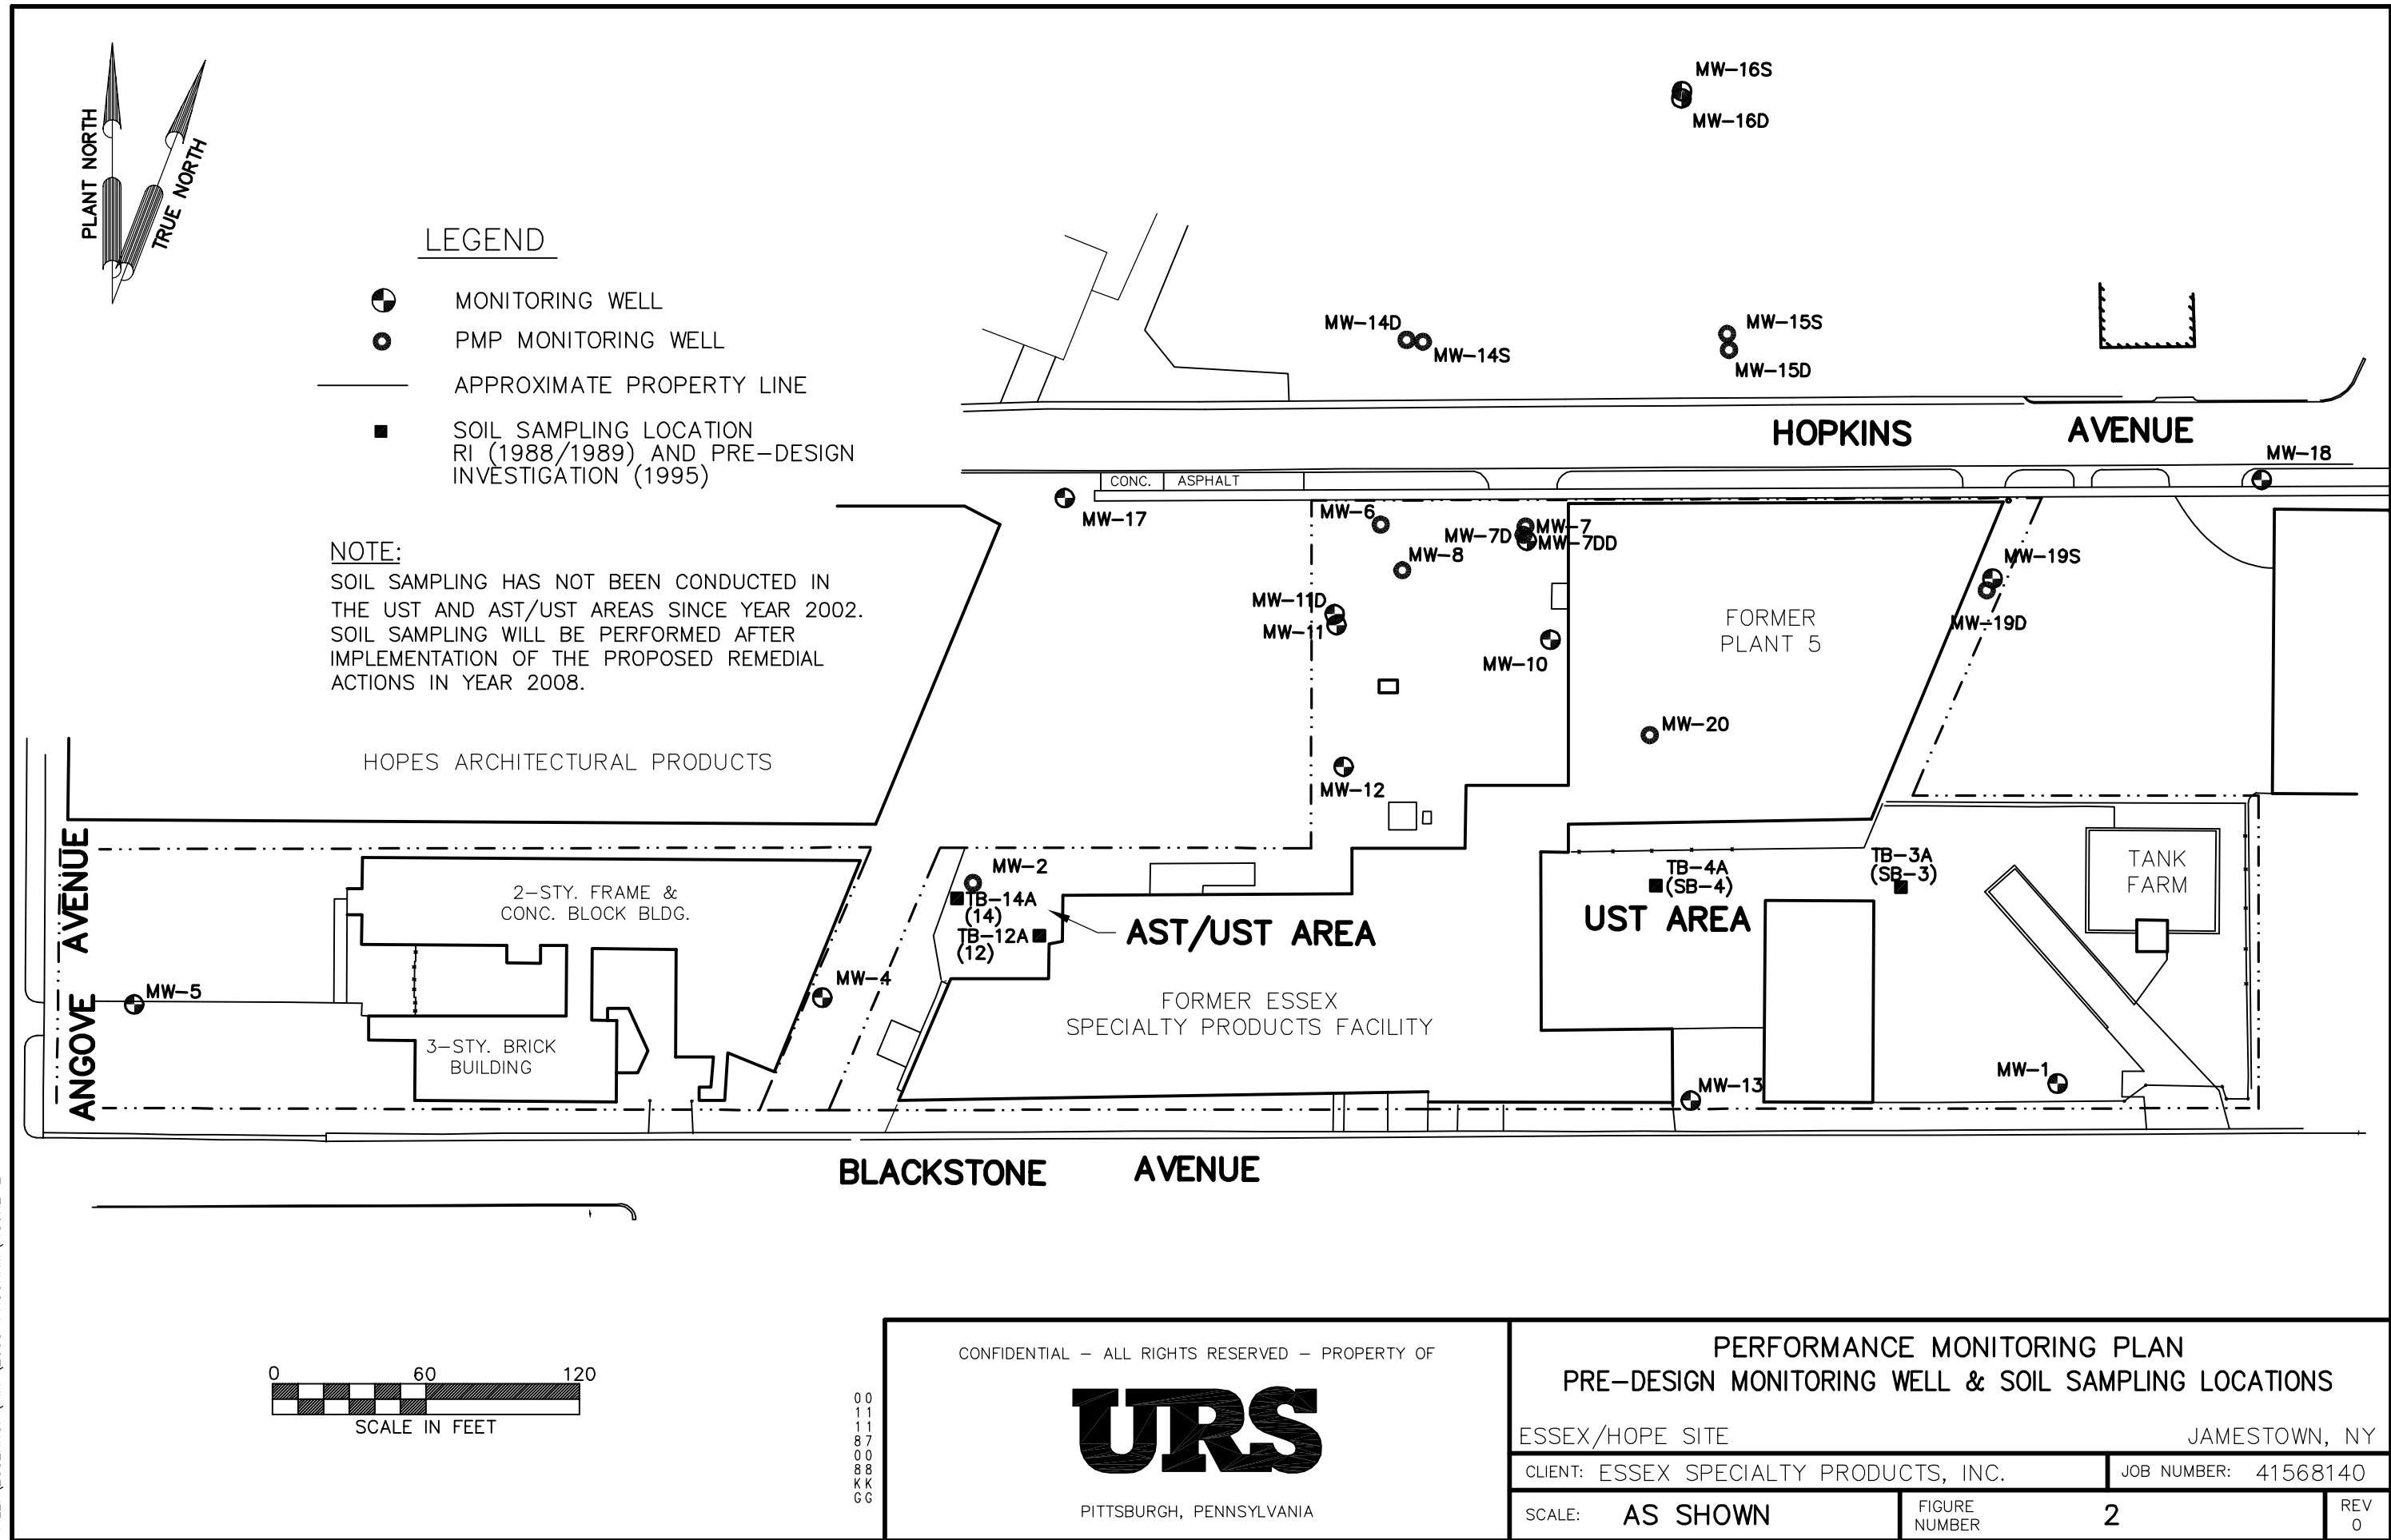 PLANT NORTH
TRUE NORTH
LEGEND
MONITORING WELL
PMP MONITORING WELL
APPROXIMATE PROPERTY LINE
SOIL SAMPLING LOCATION
RI (1988/1989) AND PRE-DESIGN
INVESTIGATION (1995)
NOTE:
SOIL SAMPLING HAS NOT BEEN CONDUCTED IN
THE UST AND AST/UST AREAS SINCE YEAR 2002.
SOIL SAMPLING WILL BE PERFORMED AFTER
IMPLEMENTATION OF THE PROPOSED REMEDIAL
ACTIONS IN YEAR 2008.
MW-16S
MW-16D
MW-14D
MW-14S
MW-15S
MW-15D
HOPKINS AVENUE
MW-18
CONC.
ASPHALT
MW-17
MW-6
MW-7
MW-7D
MW-7DD
MW-8
MW-19S
MW-19D
MW-11D
MW-11
MW-10
FORMER
PLANT 5
MW-20
MW-12
HOPES ARCHITECTURAL PRODUCTS
ANGOVE AVENUE
2-STY. FRAME &
CONC. BLOCK BLDG.
MW-2
TB-14A
(14)
TB-12A
(12)
AST/UST AREA
TB-4A
(SB-4)
UST AREA
TB-3A
(SB-3)
TANK
FARM
MW-5
MW-4
FORMER ESSEX
SPECIALTY PRODUCTS FACILITY
3-STY. BRICK
BUILDING
MW-13
MW-1
BLACKSTONE AVENUE
0 60 120
SCALE IN FEET
00
11
11
87
00
88
KK
GG
CONFIDENTIAL - ALL RIGHTS RESERVED - PROPERTY OF
URS
PITTSBURGH, PENNSYLVANIA
PERFORMANCE MONITORING PLAN
PRE-DESIGN MONITORING WELL & SOIL SAMPLING LOCATIONS
ESSEX/HOPE SITE
JAMESTOWN, NY
CLIENT: ESSEX SPECIALTY PRODUCTS, INC.
JOB NUMBER: 41568140
SCALE: AS SHOWN
FIGURE
NUMBER
2
REV
0